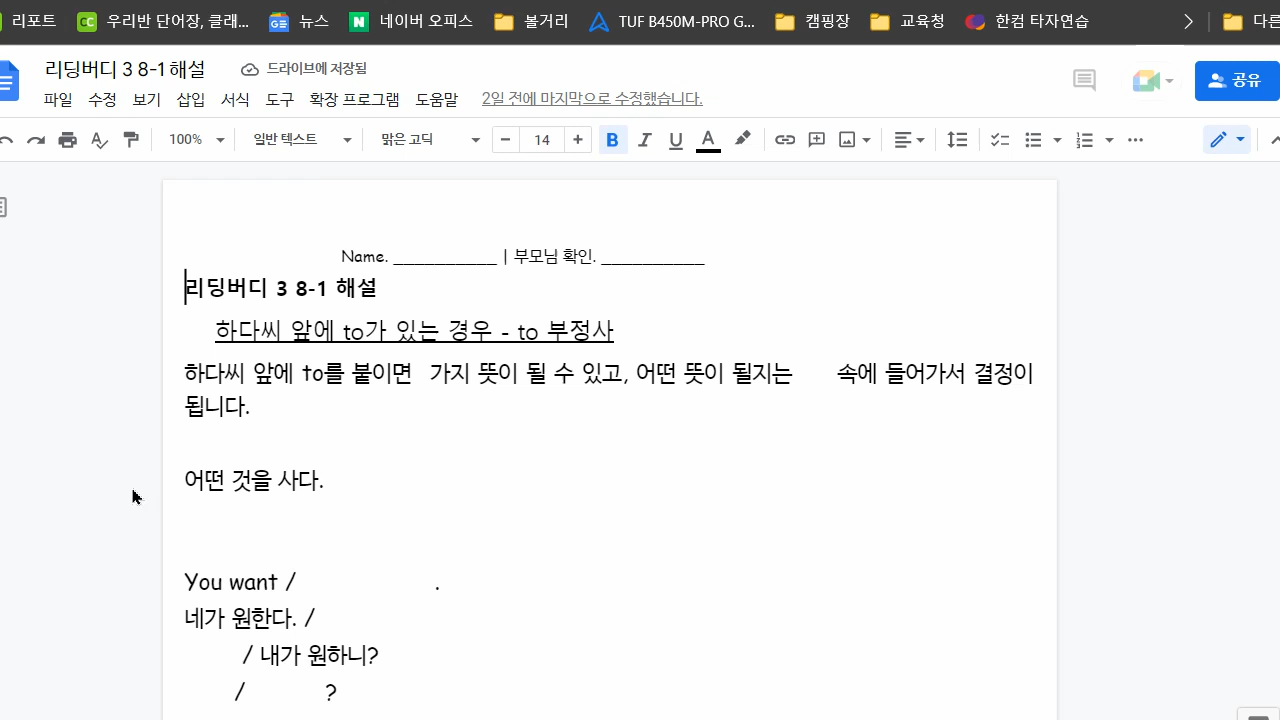 리포트 CC 우리반 단어장, 클래... GE 뉴스 N 네이버 오피스 볼거리 TUF B450M-PRO G... 캠핑장 교육청 한컴 타자연습 다른
리딩버디 3 8-1해설 드라이브에 저장됨
공유
파일 수정 보기 삽입 서식 도구 확장 프로그램 도움말 2일 전에 마지막으로 수정했습니다.
100% 일반 텍스트 맑은 고딕 − 14 + B I U A
Name. __________ | 부모님 확인. __________
리딩버디 3 8-1 해설
하다씨 앞에 to가 있는 경우 - to 부정사
하다씨 앞에 to를 붙이면 가지 뜻이 될 수 있고, 어떤 뜻이 될지는 속에 들어가서 결정이
됩니다.
어떤 것을 사다.
You want / .
네가 원한다. /
/ 내가 원하니?
/ ?